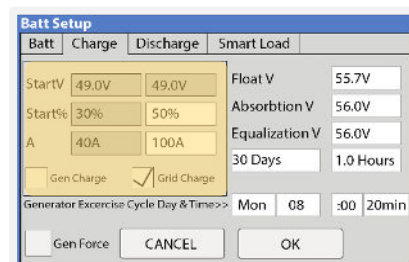 Batt Setup
Batt Charge Discharge Smart Load
StartV 49.0V 49.0V Float V 55.7V
Start% 30% 50% Absorbtion V 56.0V
A 40A 100A Equalization V 56.0V
30 Days 1.0 Hours
Gen Charge Grid Charge
Generator Excercise Cycle Day & Time>> Mon 08 :00 20min
Gen Force CANCEL OK